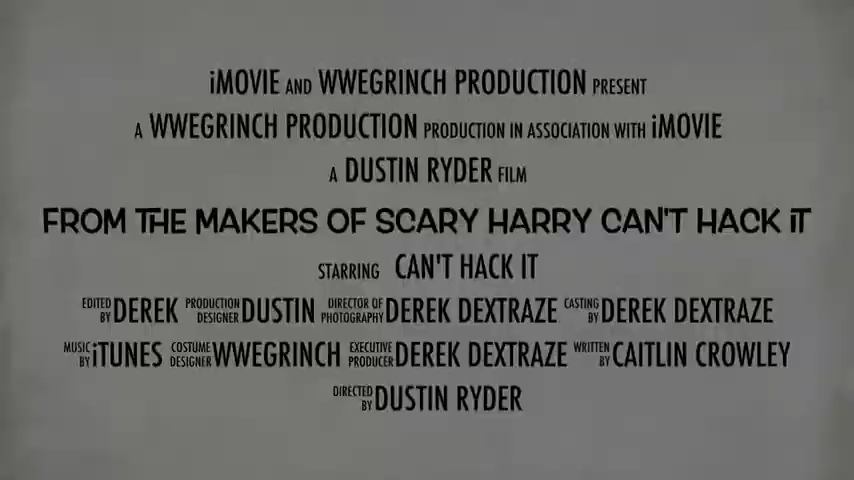 iMOVIE AND WWEGRINCH PRODUCTION PRESENT
A WWEGRINCH PRODUCTION PRODUCTION IN ASSOCIATION WITH iMOVIE
A DUSTIN RYDER FILM
FROM THE MAKERS OF SCARY HARRY CAN'T HACK iT
STARRING CAN'T HACK IT
EDITED BY DEREK PRODUCTION DESIGNER DUSTIN DIRECTOR OF PHOTOGRAPHY DEREK DEXTRAZE CASTING BY DEREK DEXTRAZE
MUSIC BY iTUNES COSTUME DESIGNER WWEGRINCH EXECUTIVE PRODUCER DEREK DEXTRAZE WRITTEN BY CAITLIN CROWLEY
DIRECTED BY DUSTIN RYDER